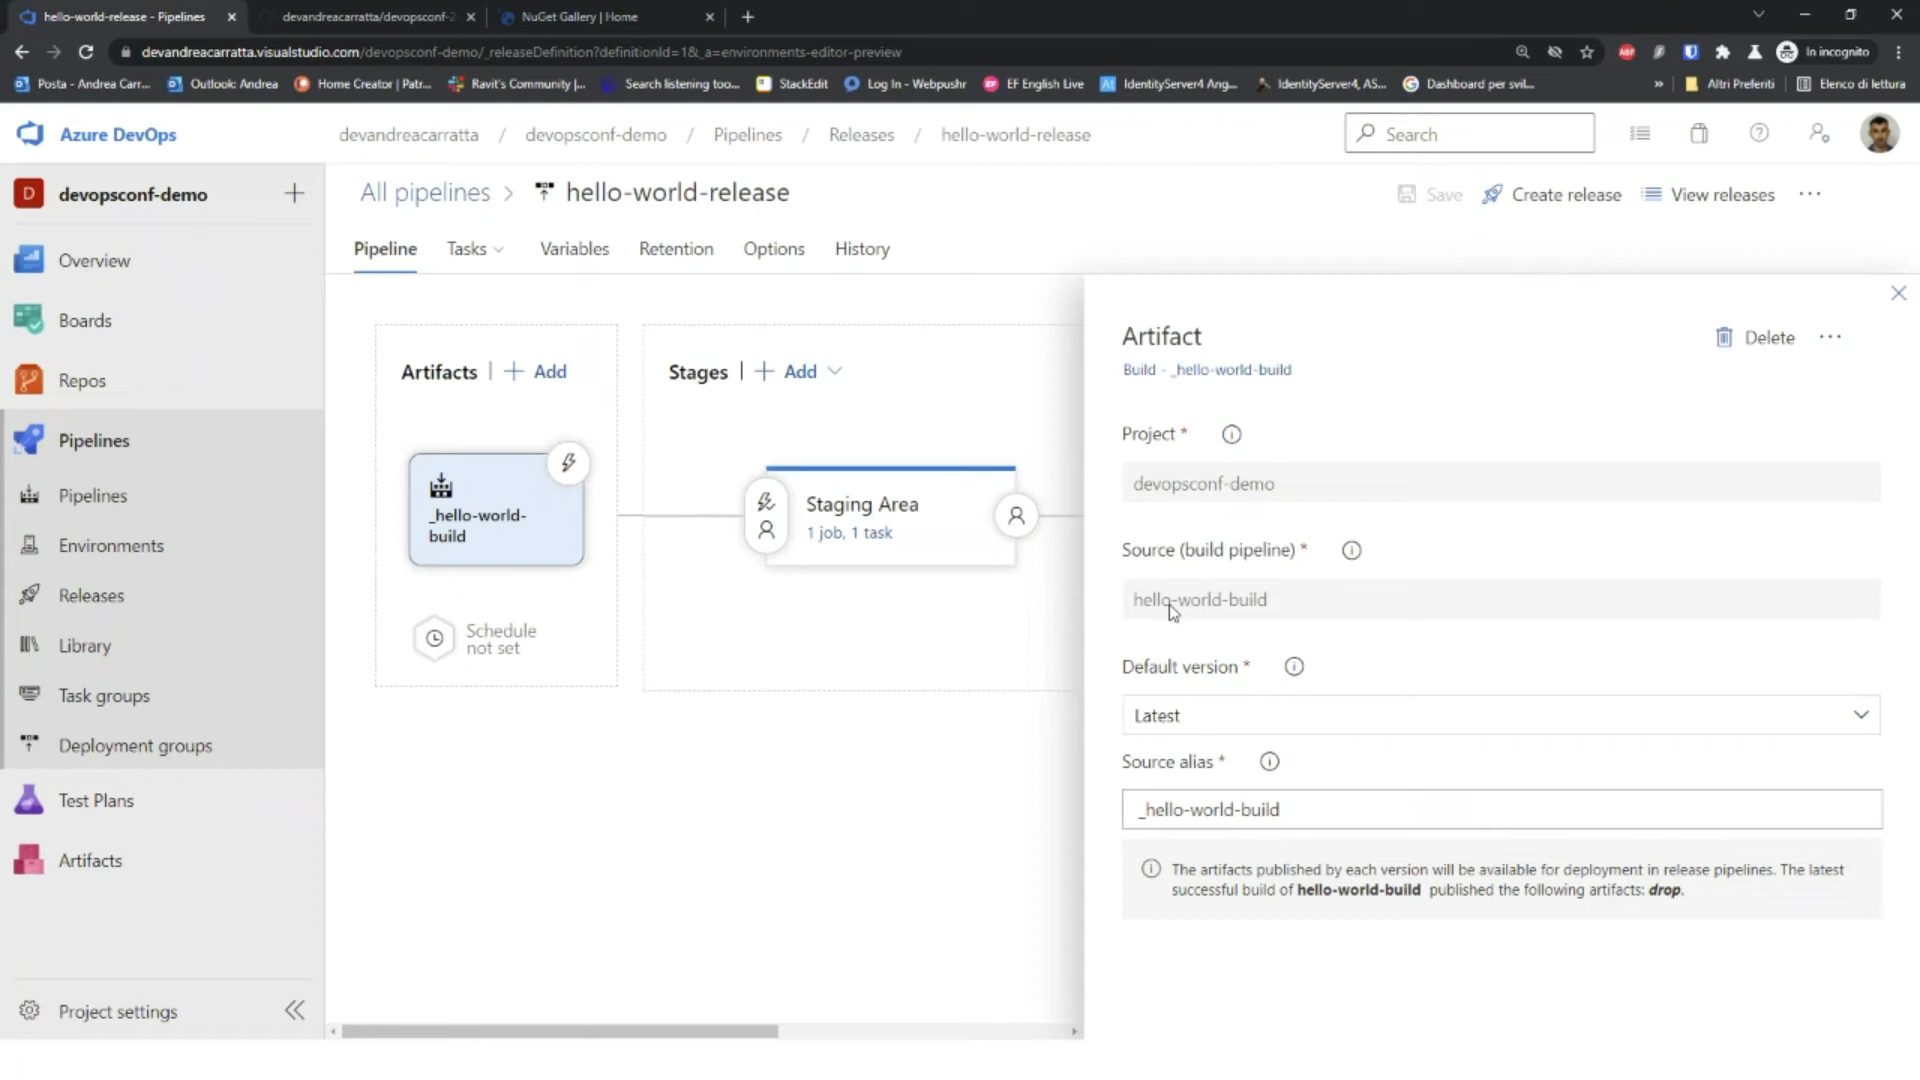 hello-world-release - Pipelines
devandreacarratta/devopsconf-2
NuGet Gallery | Home
devandreacarratta.visualstudio.com/devopsconf-demo/_releaseDefinition?definitionId=1&_a=environments-editor-preview
In incognito
Posta - Andrea Carr...
Outlook: Andrea
Home Creator | Patr...
Ravit's Community |...
Search listening too...
StackEdit
Log In - Webpushr
EF English Live
IdentityServer4 Ang...
IdentityServer4, AS...
Dashboard per svil...
»
Altri Preferiti
Elenco di lettura
Azure DevOps
devandreacarratta / devopsconf-demo / Pipelines / Releases / hello-world-release
Search
D
devopsconf-demo
Overview
Boards
Repos
Pipelines
Pipelines
Environments
Releases
Library
Task groups
Deployment groups
Test Plans
Artifacts
Project settings
All pipelines > hello-world-release
Save
Create release
View releases
Pipeline
Tasks
Variables
Retention
Options
History
Artifacts | + Add
_hello-world-
build
Schedule
not set
Stages | + Add
Staging Area
1 job, 1 task
Artifact
Delete
Build - _hello-world-build
Project *
devopsconf-demo
Source (build pipeline) *
hello-world-build
Default version *
Latest
Source alias *
_hello-world-build
The artifacts published by each version will be available for deployment in release pipelines. The latest
successful build of hello-world-build published the following artifacts: drop.